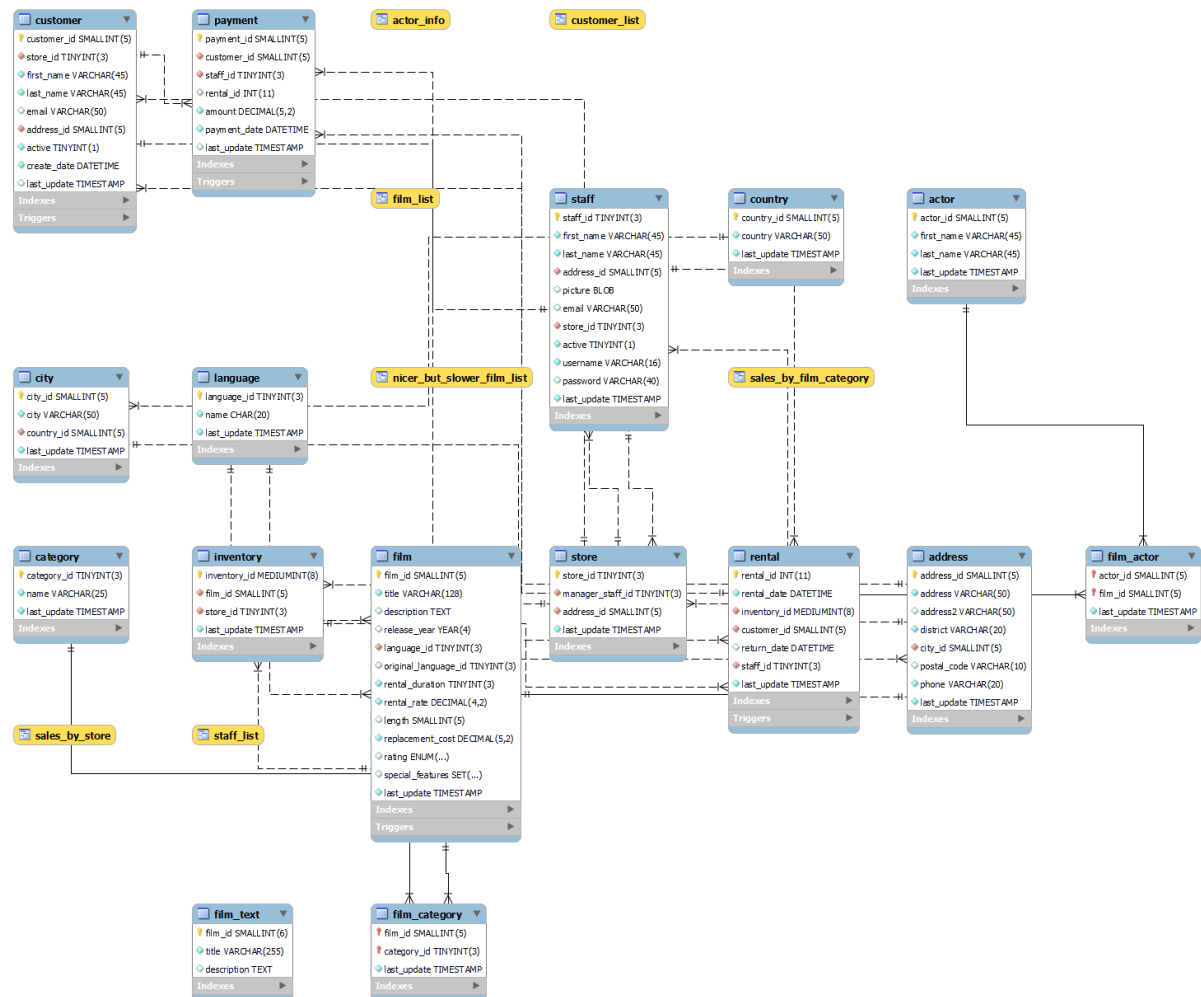 customer
customer_id SMALLINT(5)
store_id TINYINT(3)
first_name VARCHAR(45)
last_name VARCHAR(45)
email VARCHAR(50)
address_id SMALLINT(5)
active TINYINT(1)
create_date DATETIME
last_update TIMESTAMP
Indexes
Triggers
payment
payment_id SMALLINT(5)
customer_id SMALLINT(5)
staff_id TINYINT(3)
rental_id INT(11)
amount DECIMAL(5,2)
payment_date DATETIME
last_update TIMESTAMP
Indexes
Triggers
actor_info
customer_list
film_list
staff
staff_id TINYINT(3)
first_name VARCHAR(45)
last_name VARCHAR(45)
address_id SMALLINT(5)
picture BLOB
email VARCHAR(50)
store_id TINYINT(3)
active TINYINT(1)
username VARCHAR(16)
password VARCHAR(40)
last_update TIMESTAMP
Indexes
country
country_id SMALLINT(5)
country VARCHAR(50)
last_update TIMESTAMP
Indexes
actor
actor_id SMALLINT(5)
first_name VARCHAR(45)
last_name VARCHAR(45)
last_update TIMESTAMP
Indexes
city
city_id SMALLINT(5)
city VARCHAR(50)
country_id SMALLINT(5)
last_update TIMESTAMP
Indexes
language
language_id TINYINT(3)
name CHAR(20)
last_update TIMESTAMP
Indexes
nicer_but_slower_film_list
sales_by_film_category
category
category_id TINYINT(3)
name VARCHAR(25)
last_update TIMESTAMP
Indexes
inventory
inventory_id MEDIUMINT(8)
film_id SMALLINT(5)
store_id TINYINT(3)
last_update TIMESTAMP
Indexes
film
film_id SMALLINT(5)
title VARCHAR(128)
description TEXT
release_year YEAR(4)
language_id TINYINT(3)
original_language_id TINYINT(3)
rental_duration TINYINT(3)
rental_rate DECIMAL(4,2)
length SMALLINT(5)
replacement_cost DECIMAL(5,2)
rating ENUM(...)
special_features SET(...)
last_update TIMESTAMP
Indexes
Triggers
store
store_id TINYINT(3)
manager_staff_id TINYINT(3)
address_id SMALLINT(5)
last_update TIMESTAMP
Indexes
rental
rental_id INT(11)
rental_date DATETIME
inventory_id MEDIUMINT(8)
customer_id SMALLINT(5)
return_date DATETIME
staff_id TINYINT(3)
last_update TIMESTAMP
Indexes
Triggers
address
address_id SMALLINT(5)
address VARCHAR(50)
address2 VARCHAR(50)
district VARCHAR(20)
city_id SMALLINT(5)
postal_code VARCHAR(10)
phone VARCHAR(20)
last_update TIMESTAMP
Indexes
film_actor
actor_id SMALLINT(5)
film_id SMALLINT(5)
last_update TIMESTAMP
Indexes
sales_by_store
staff_list
film_text
film_id SMALLINT(6)
title VARCHAR(255)
description TEXT
Indexes
film_category
film_id SMALLINT(5)
category_id TINYINT(3)
last_update TIMESTAMP
Indexes